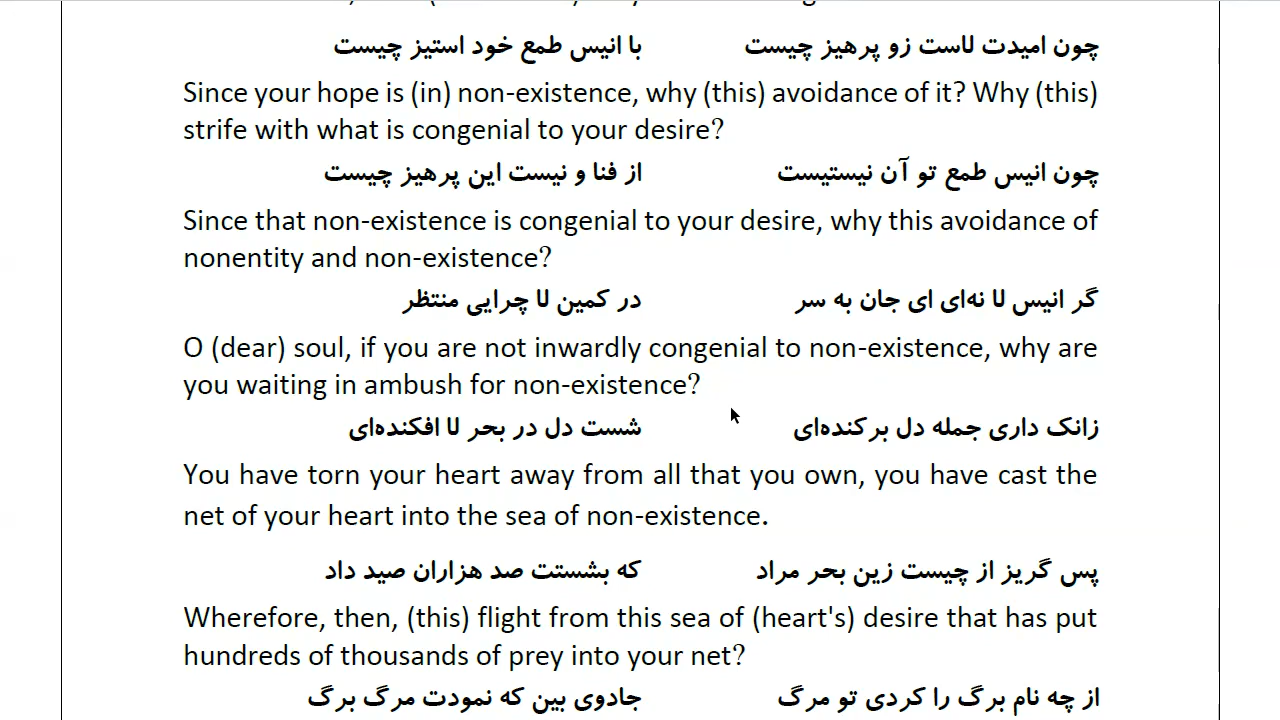 چون امیدت لاست زو پرهیز چیست با انیس طمع خود استیز چیست
Since your hope is (in) non-existence, why (this) avoidance of it? Why (this)
strife with what is congenial to your desire?
چون انیس طمع تو آن نیستیست از فنا و نیست این پرهیز چیست
Since that non-existence is congenial to your desire, why this avoidance of
nonentity and non-existence?
گر انیس لا نه‌ای ای جان به سر در کمین لا چرایی منتظر
O (dear) soul, if you are not inwardly congenial to non-existence, why are
you waiting in ambush for non-existence?
زانک داری جمله دل برکنده‌ای شست دل در بحر لا افکنده‌ای
You have torn your heart away from all that you own, you have cast the
net of your heart into the sea of non-existence.
پس گریز از چیست زین بحر مراد که بشستت صد هزاران صید داد
Wherefore, then, (this) flight from this sea of (heart's) desire that has put
hundreds of thousands of prey into your net?
از چه نام برگ را کردی تو مرگ جادوی بین که نمودت مرگ برگ